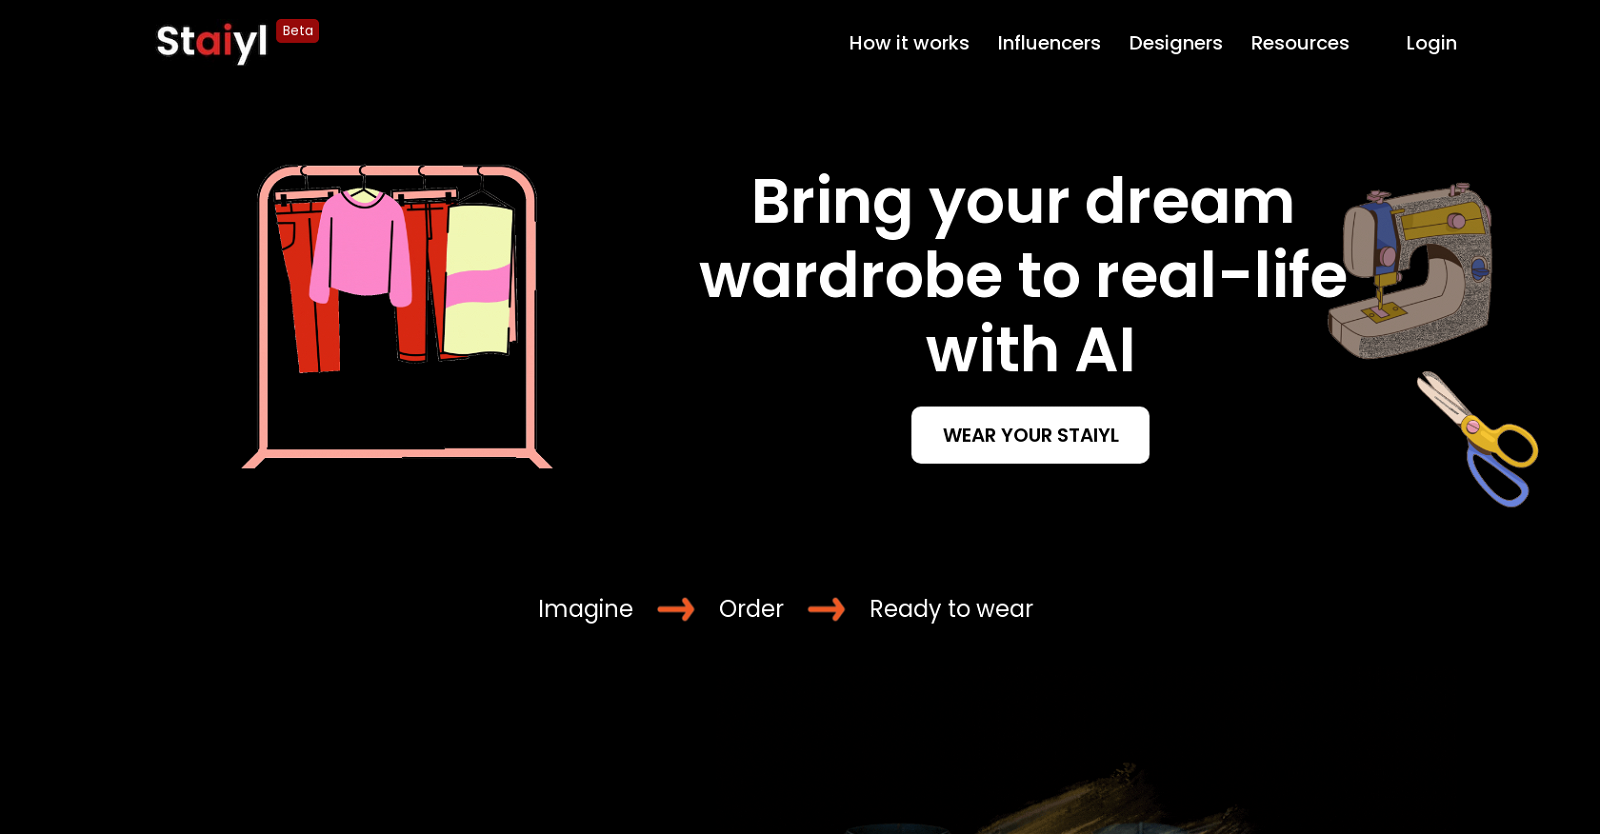 Staiyl Beta
How it works Influencers Designers Resources Login
Bring your dream
wardrobe to real-life
with AI
WEAR YOUR STAIYL
Imagine Order Ready to wear